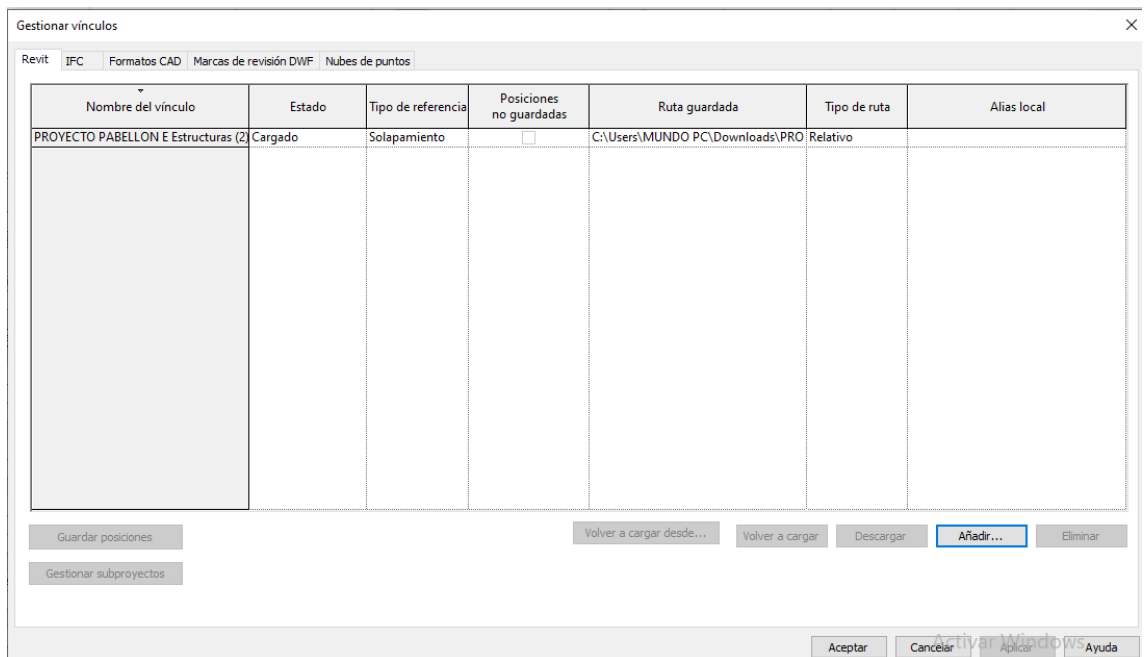 Gestionar vínculos
Revit IFC Formatos CAD Marcas de revisión DWF Nubes de puntos
Nombre del vínculo Estado Tipo de referencia Posiciones no guardadas Ruta guardada Tipo de ruta Alias local
PROYECTO PABELLON E Estructuras (2) Cargado Solapamiento C:\Users\MUNDO PC\Downloads\PRO Relativo
Guardar posiciones Volver a cargar desde... Volver a cargar Descargar Añadir... Eliminar
Gestionar subproyectos
Activar Windows
Aceptar Cancelar Aplicar Ayuda